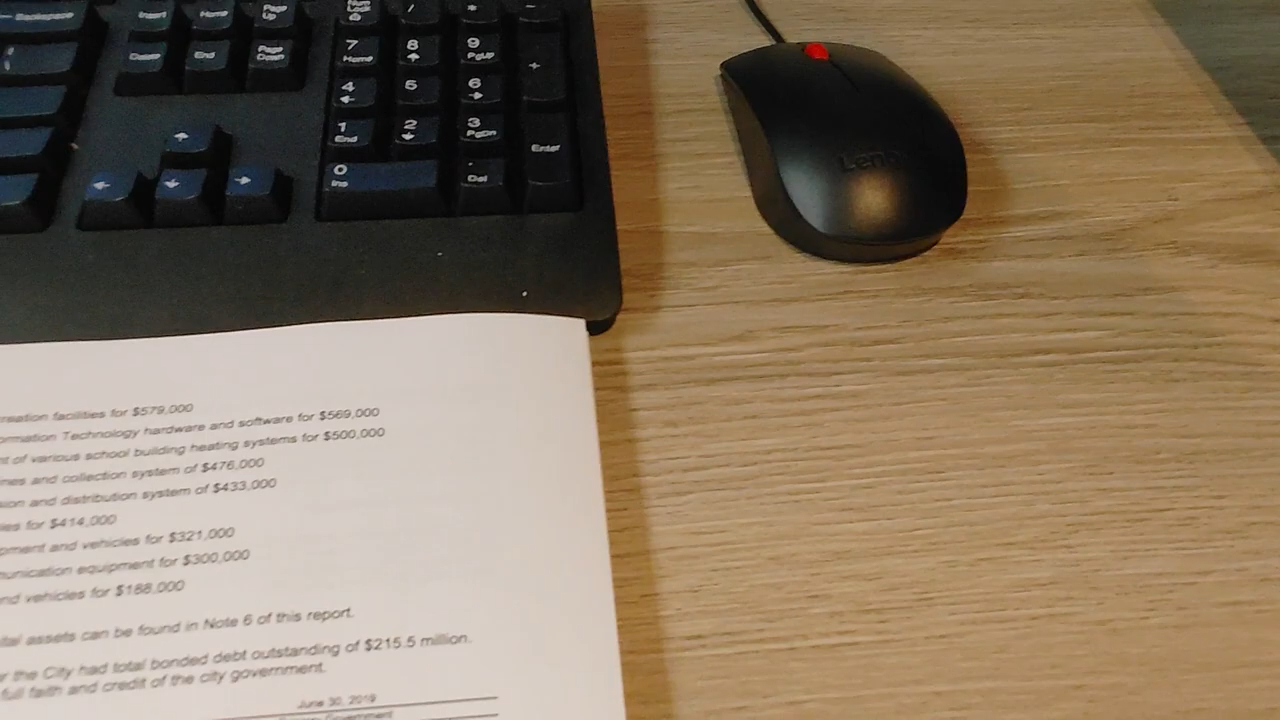 Backspace
Insert
Home
Page
Up
Num
Lock
/
*
-
Delete
End
Page
Down
7
Home
8
9
PgUp
+
4
5
6
1
End
2
3
PgDn
Enter
0
Ins
.
Del
Lenovo
reation facilities for $579,000
ormation Technology hardware and software for $569,000
nt of various school building heating systems for $500,000
nes and collection system of $476,000
sion and distribution system of $433,000
les for $414,000
pment and vehicles for $321,000
munication equipment for $300,000
nd vehicles for $188,000
ital assets can be found in Note 6 of this report.
r the City had total bonded debt outstanding of $215.5 million.
full faith and credit of the city government.
June 30, 2019
Government